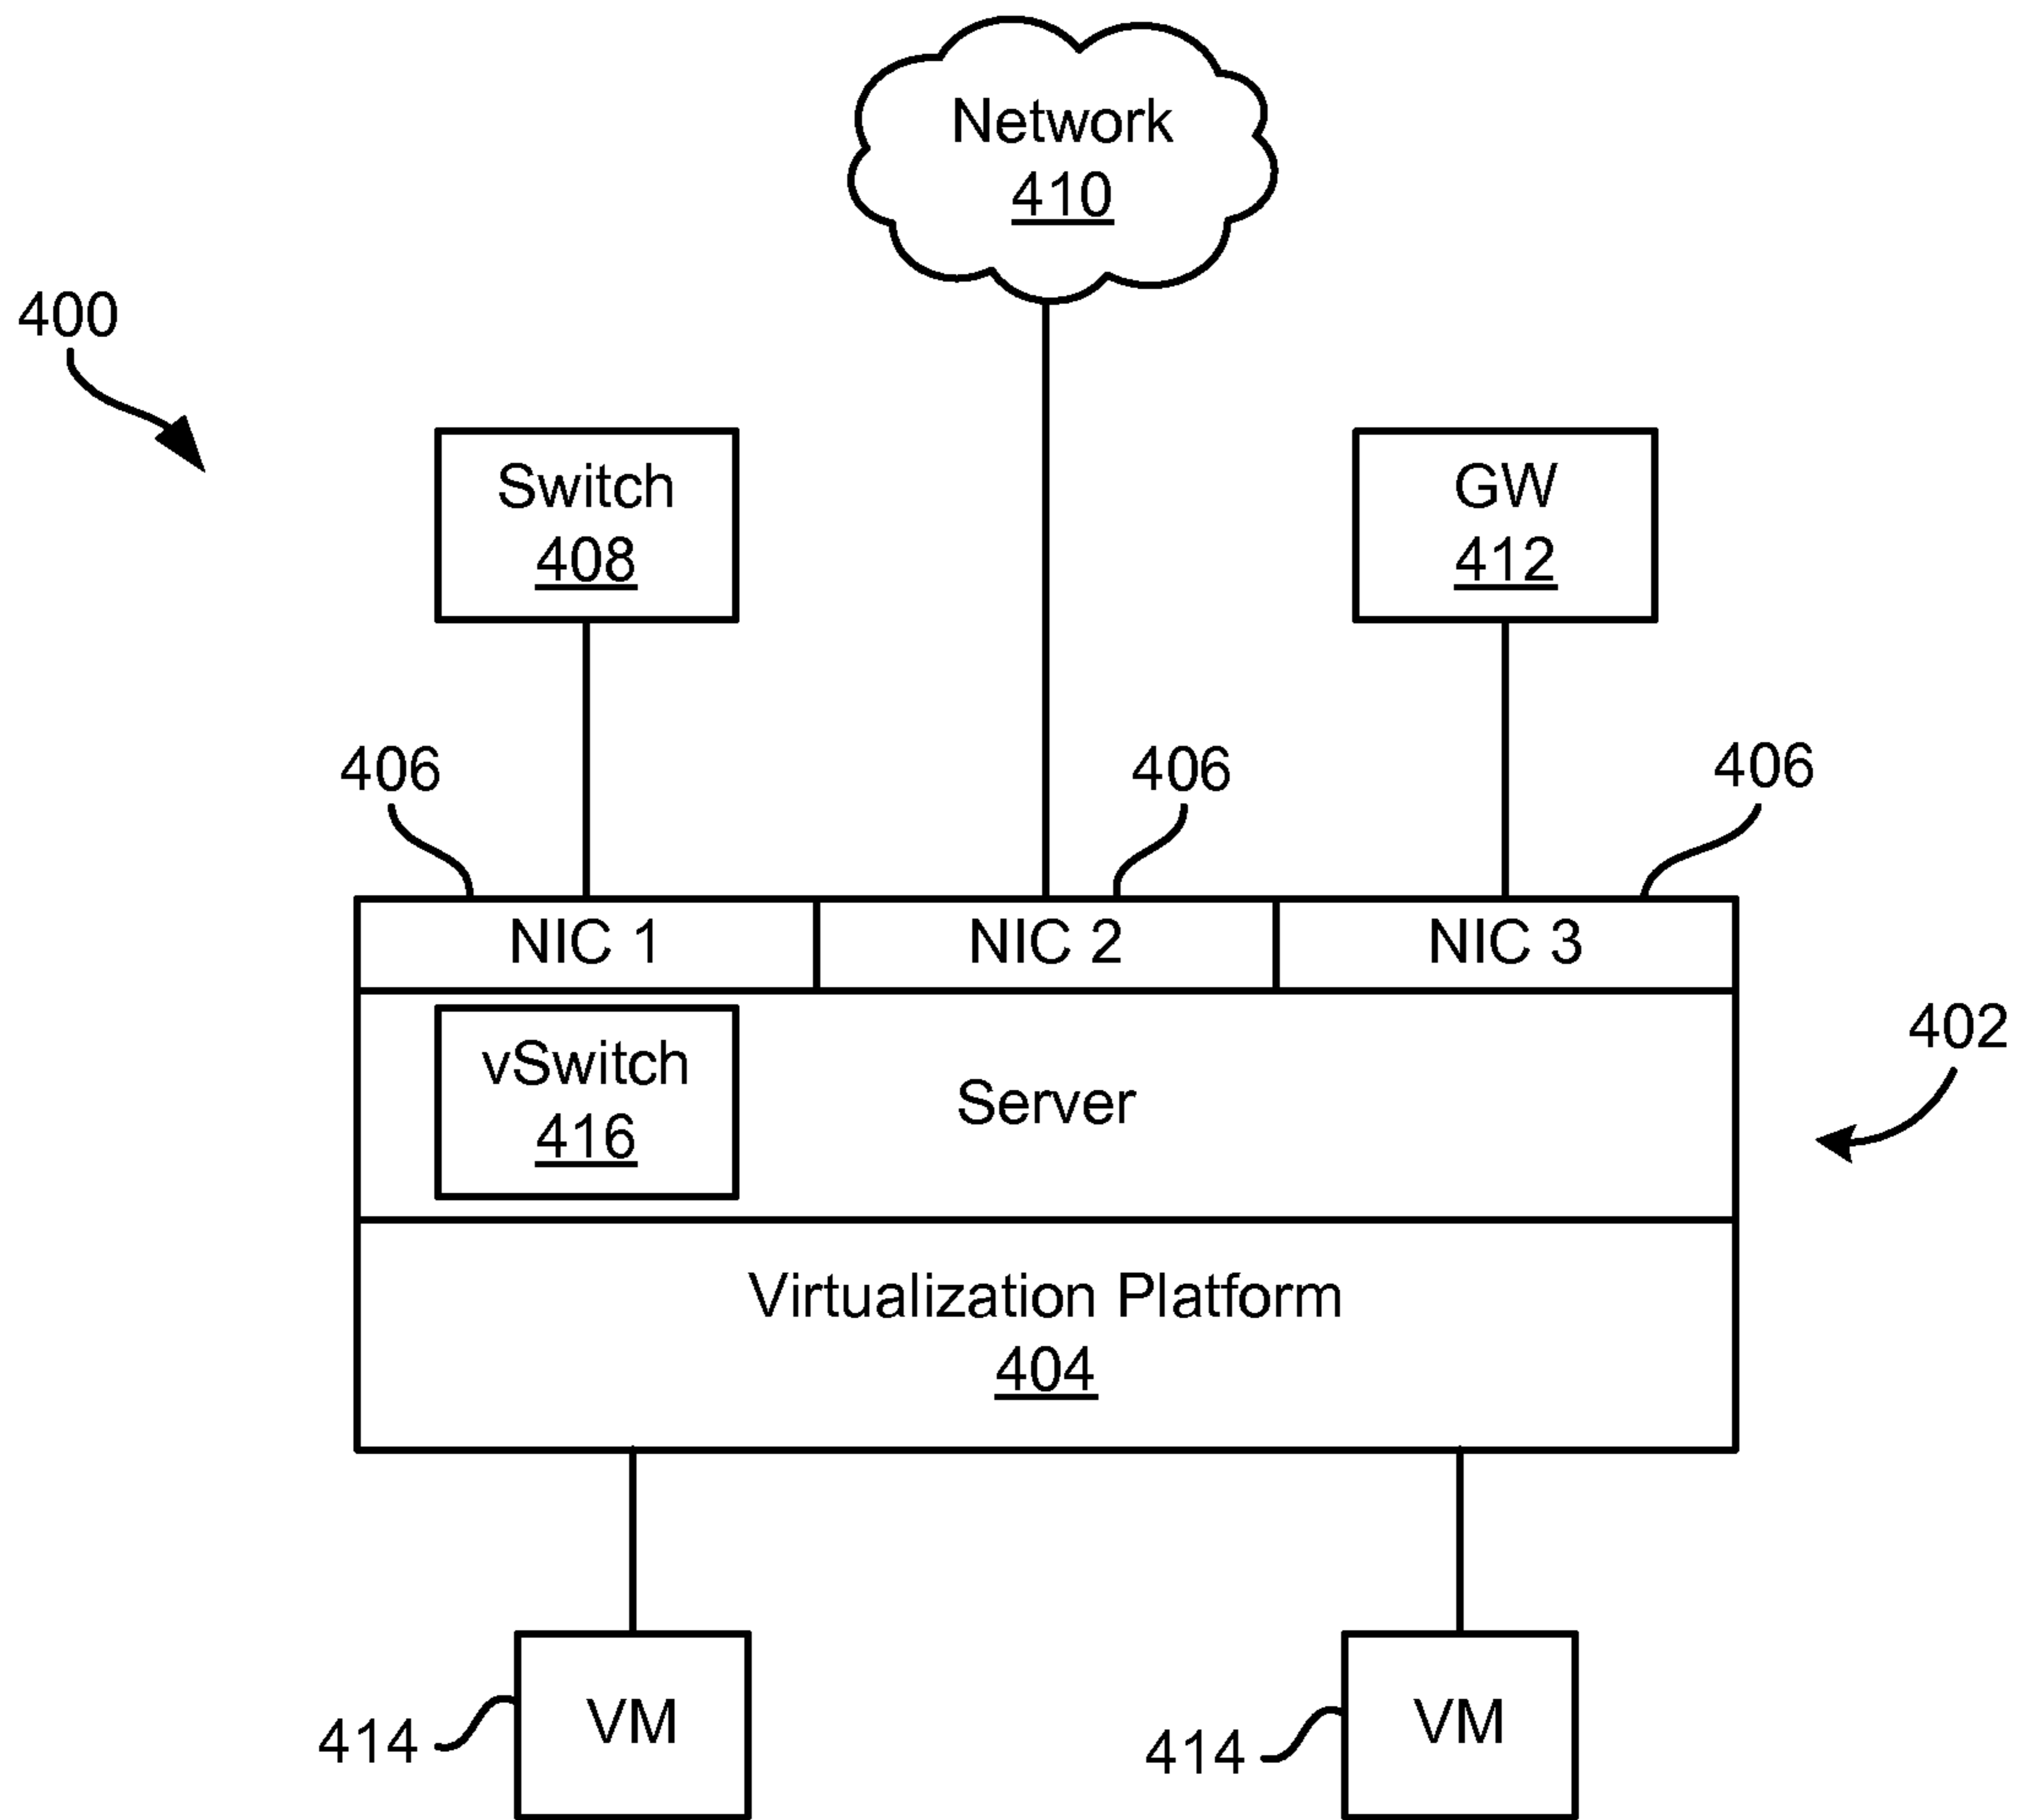 Network
410
400
Switch
408
GW
412
406
406
406
NIC 1
NIC 2
NIC 3
402
vSwitch
416
Server
Virtualization Platform
404
VM
414
VM
414